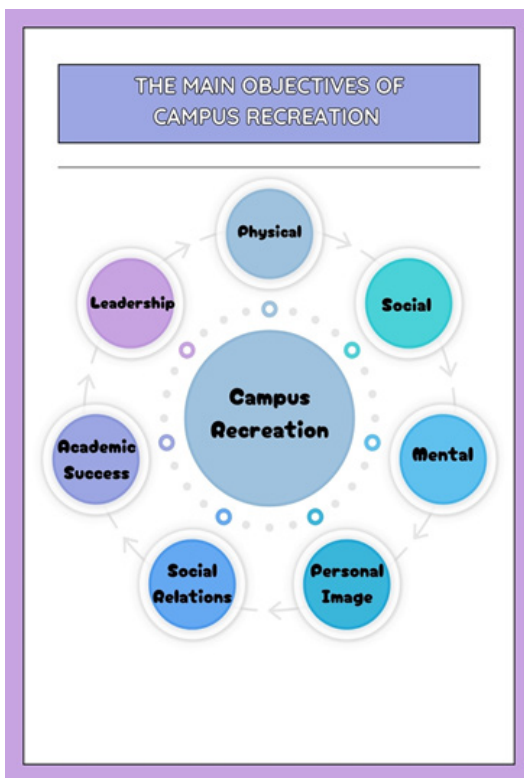 THE MAIN OBJECTIVES OF
CAMPUS RECREATION
Physical
Social
Mental
Personal
Image
Social
Relations
Academic
Success
Leadership
Campus
Recreation